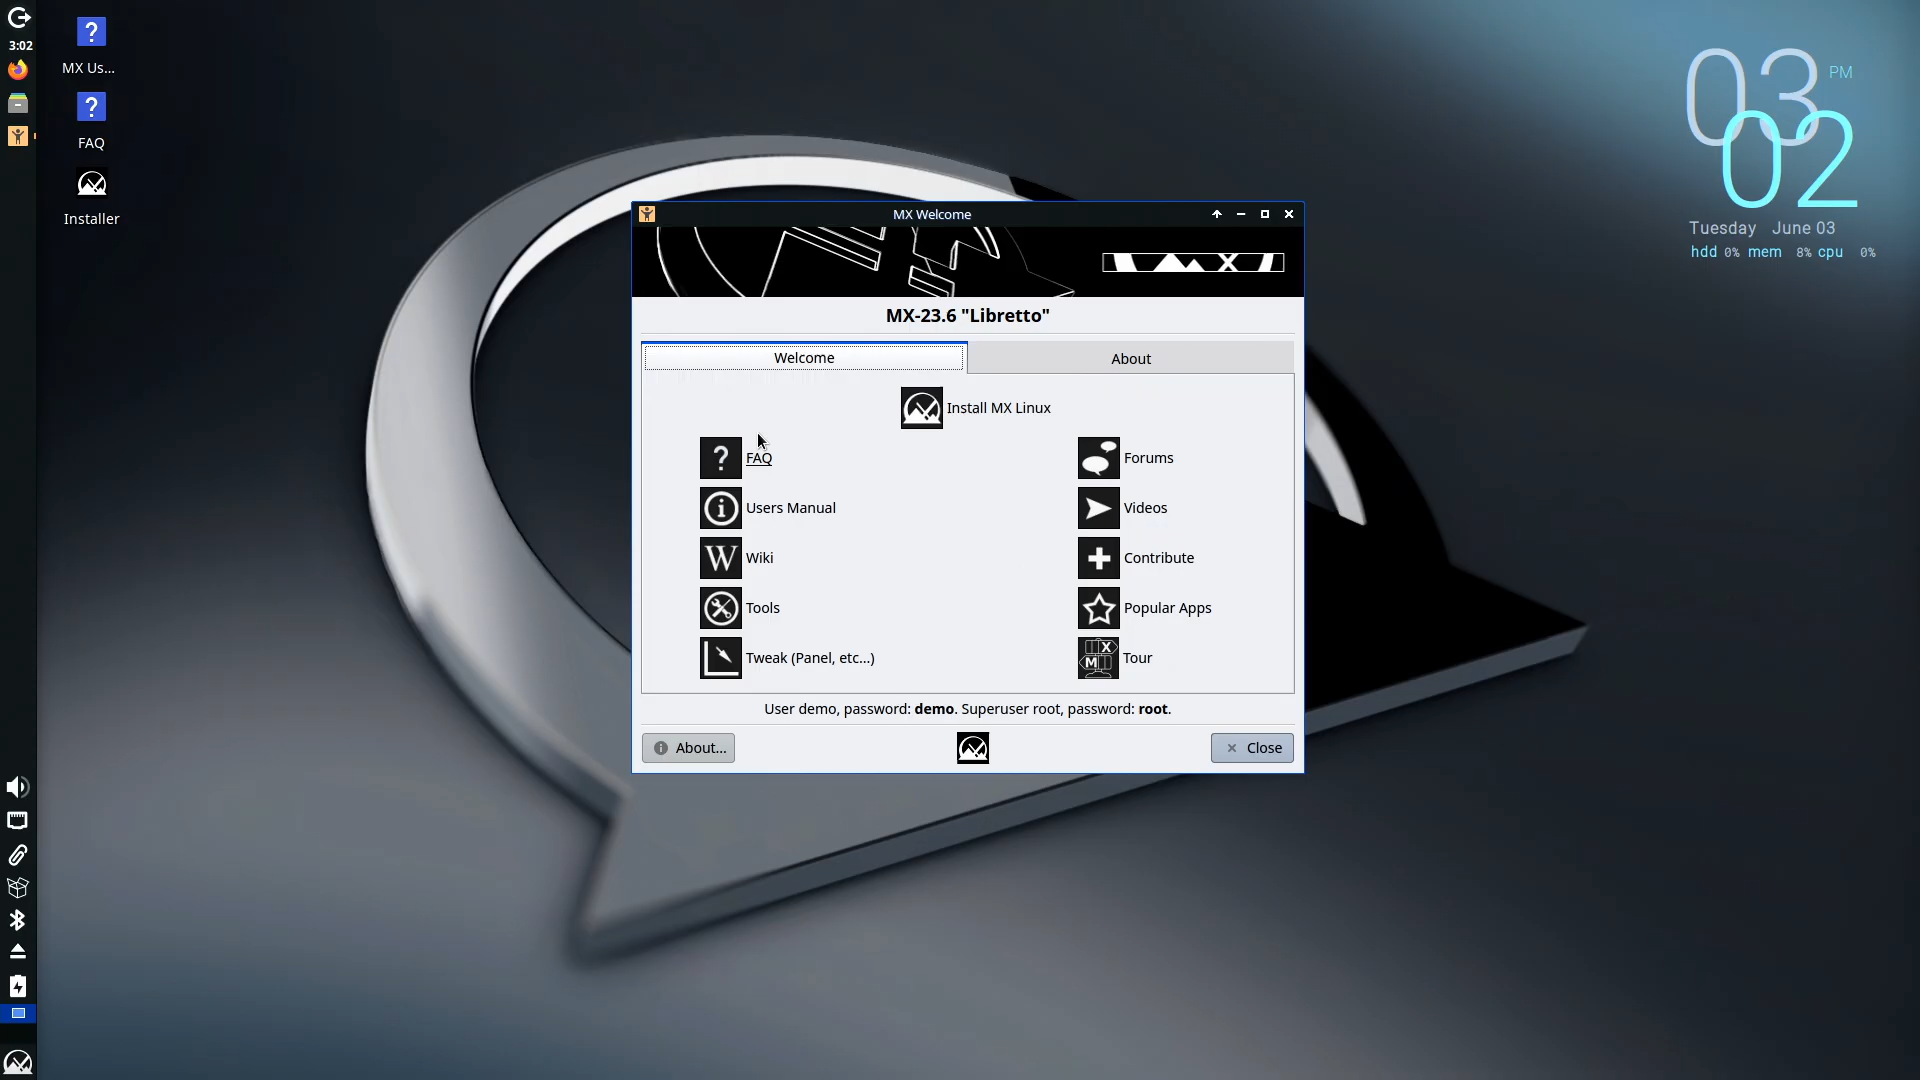 3:02
MX Us...
FAQ
Installer
03 PM
02
Tuesday June 03
hdd 0% mem 8% cpu 0%
MX Welcome
MX
MX-23.6 "Libretto"
Welcome
About
Install MX Linux
? FAQ
Forums
Users Manual
Videos
W Wiki
Contribute
Tools
Popular Apps
Tweak (Panel, etc...)
Tour
User demo, password: demo. Superuser root, password: root.
About...
Close